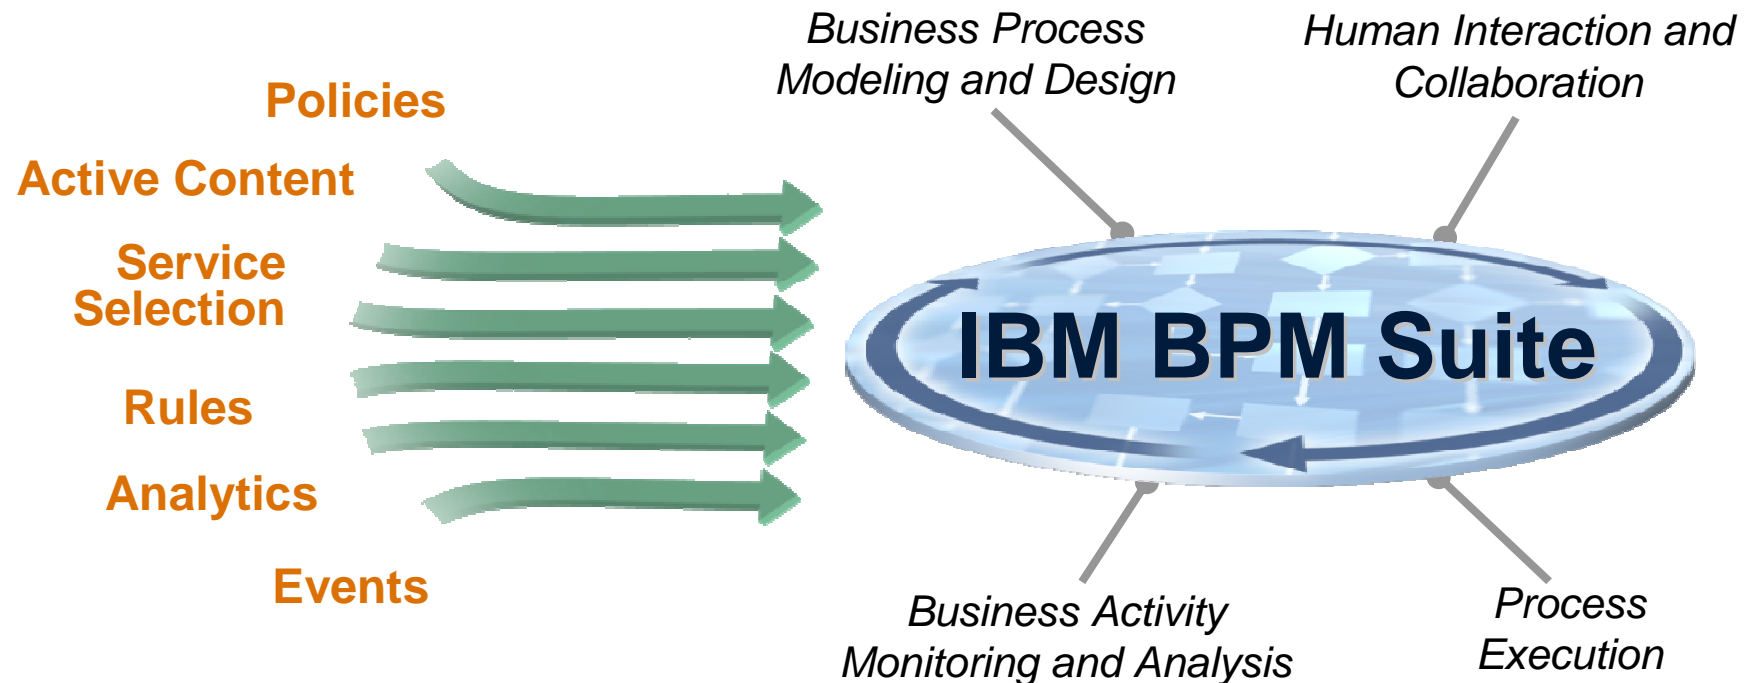 Policies
Active Content
Service
Selection
Rules
Analytics
Events
Business Process
Modeling and Design
Human Interaction and
Collaboration
IBM BPM Suite
Business Activity
Monitoring and Analysis
Process
Execution